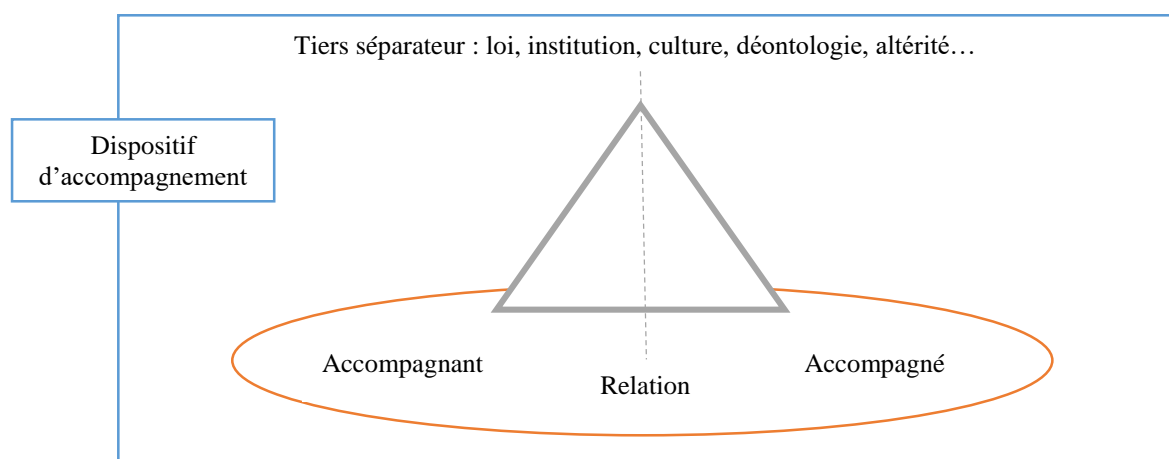 Tiers séparateur : loi, institution, culture, déontologie, altérité…
Dispositif
d’accompagnement
Accompagnant
Relation
Accompagné